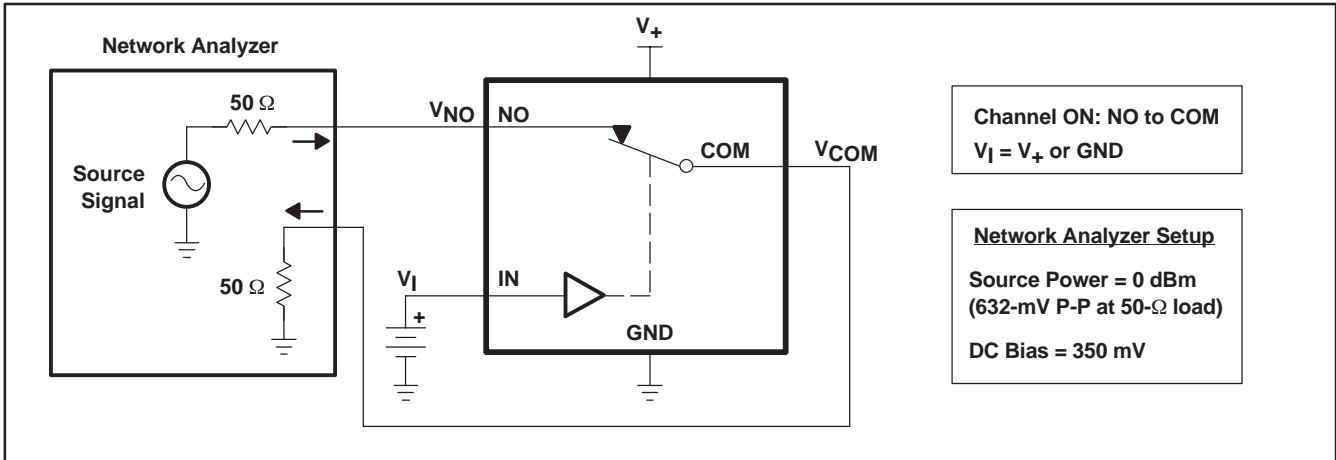 Network Analyzer
50 Ω
Source
Signal
50 Ω
V+
VNO
NO
COM
VCOM
VI
IN
+
GND
Channel ON: NO to COM
VI = V+ or GND
Network Analyzer Setup
Source Power = 0 dBm
(632-mV P-P at 50-Ω load)
DC Bias = 350 mV